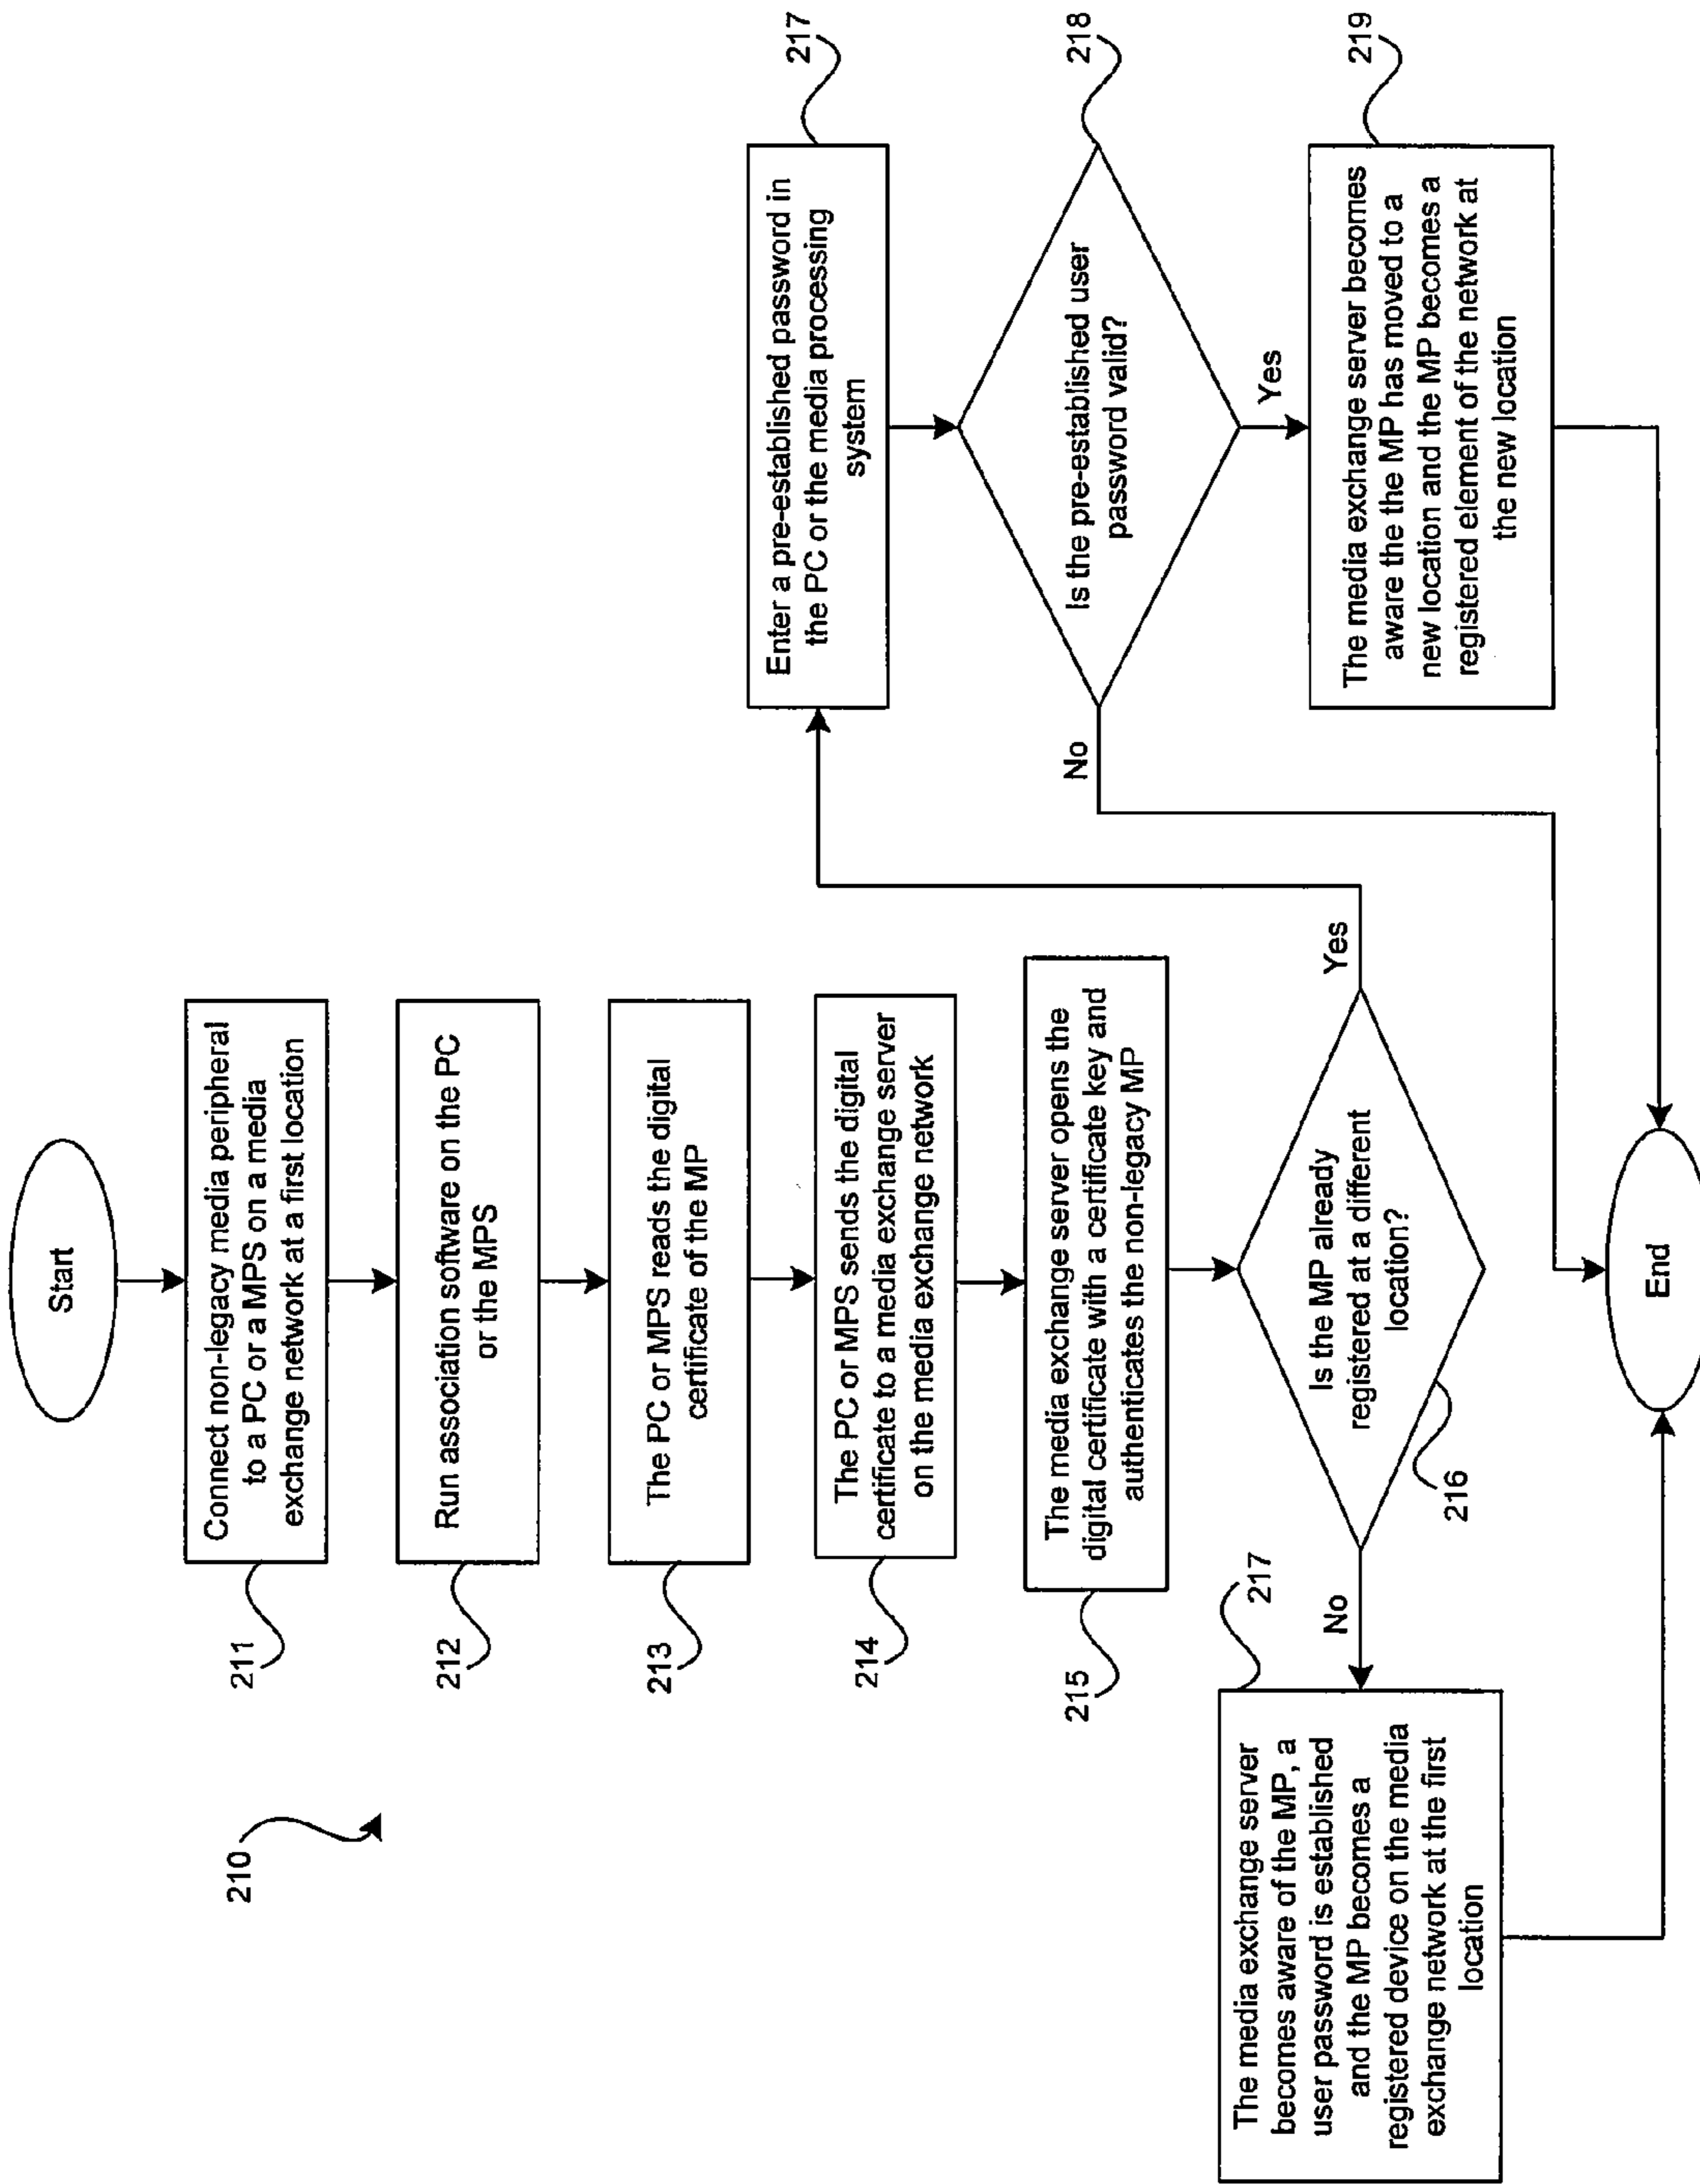 210
Start
Connect non-legacy media peripheral
to a PC or a MPS on a media
exchange network at a first location
211
Run association software on the PC
or the MPS
212
The PC or MPS reads the digital
certificate of the MP
213
The PC or MPS sends the digital
certificate to a media exchange server
on the media exchange network
214
The media exchange server opens the
digital certificate with a certificate key and
authenticates the non-legacy MP
215
Is the MP already
registered at a different
location?
216
No
Yes
The media exchange server
becomes aware of the MP, a
user password is established
and the MP becomes a
registered device on the media
exchange network at the first
location
217
Enter a pre-established password in
the PC or the media processing
system
217
Is the pre-established user
password valid?
218
No
Yes
The media exchange server becomes
aware the the MP has moved to a
new location and the MP becomes a
registered element of the network at
the new location
219
End